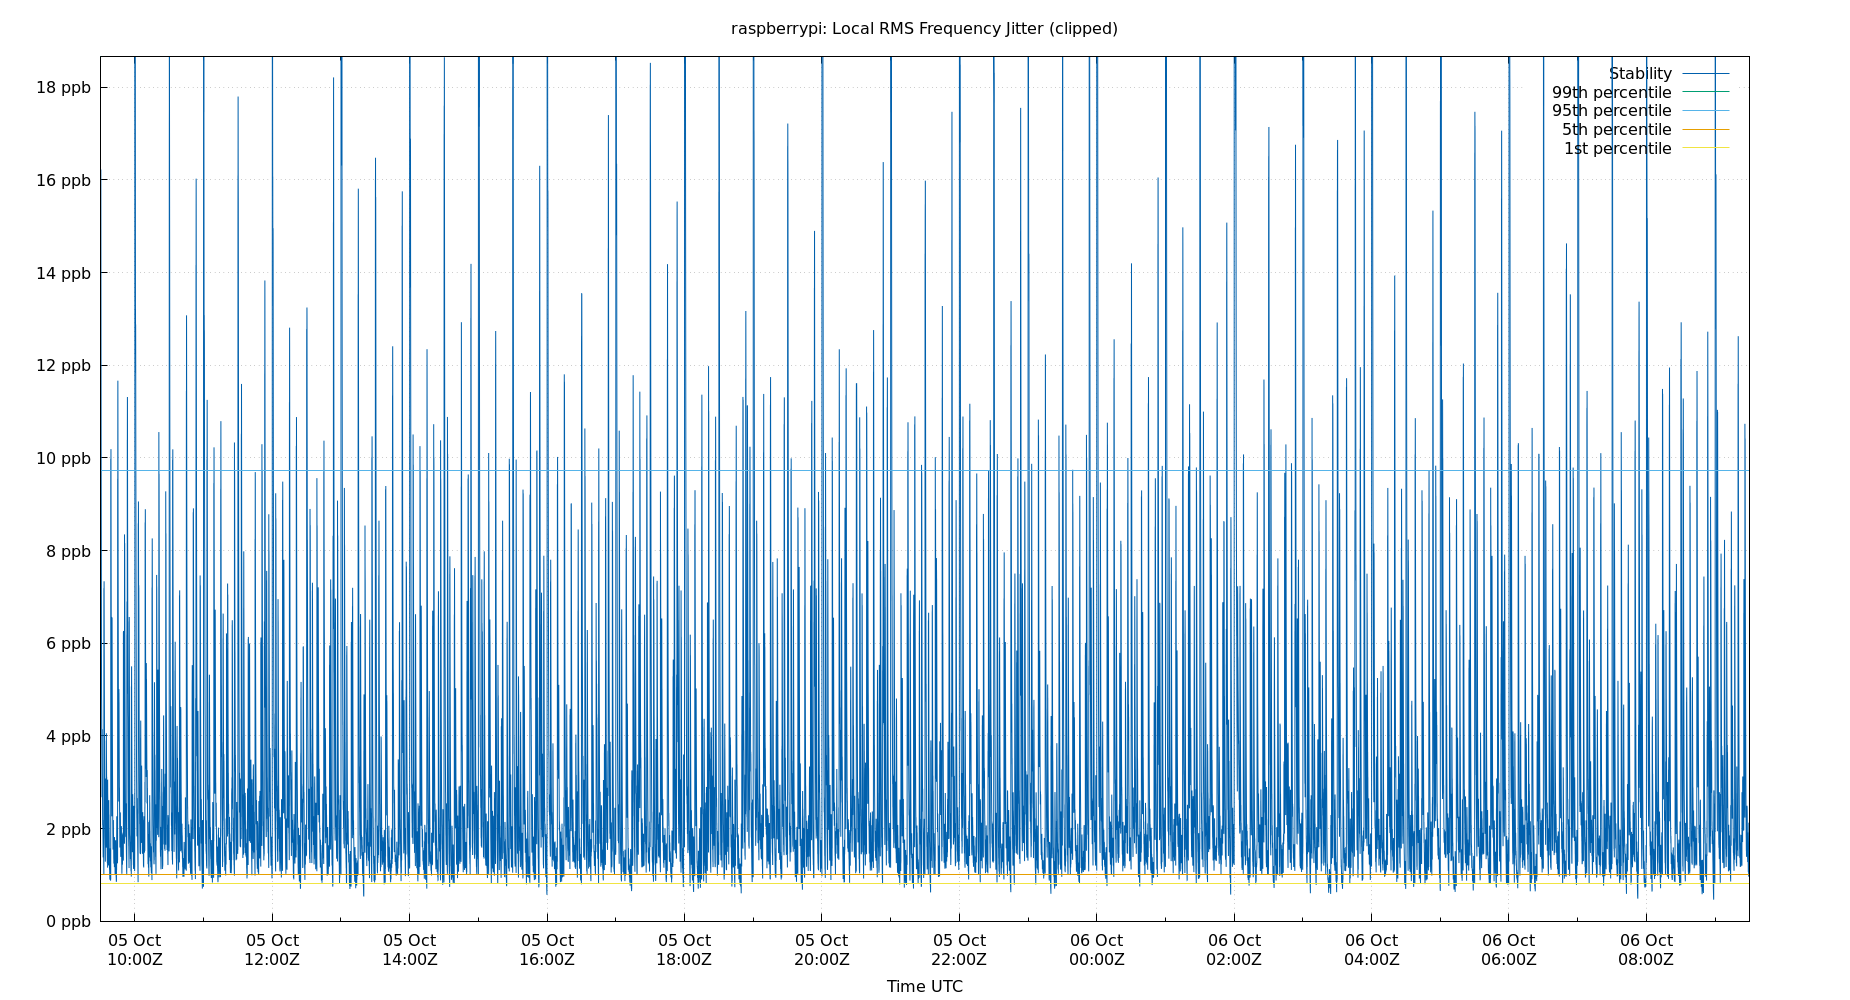 raspberrypi: Local RMS Frequency Jitter (clipped)
18 ppb
16 ppb
14 ppb
12 ppb
10 ppb
8 ppb
6 ppb
4 ppb
2 ppb
0 ppb
Stability
99th percentile
95th percentile
5th percentile
1st percentile
05 Oct 05 Oct 05 Oct 05 Oct 05 Oct 05 Oct 05 Oct 06 Oct 06 Oct 06 Oct 06 Oct 06 Oct
10:00Z 12:00Z 14:00Z 16:00Z 18:00Z 20:00Z 22:00Z 00:00Z 02:00Z 04:00Z 06:00Z 08:00Z
Time UTC